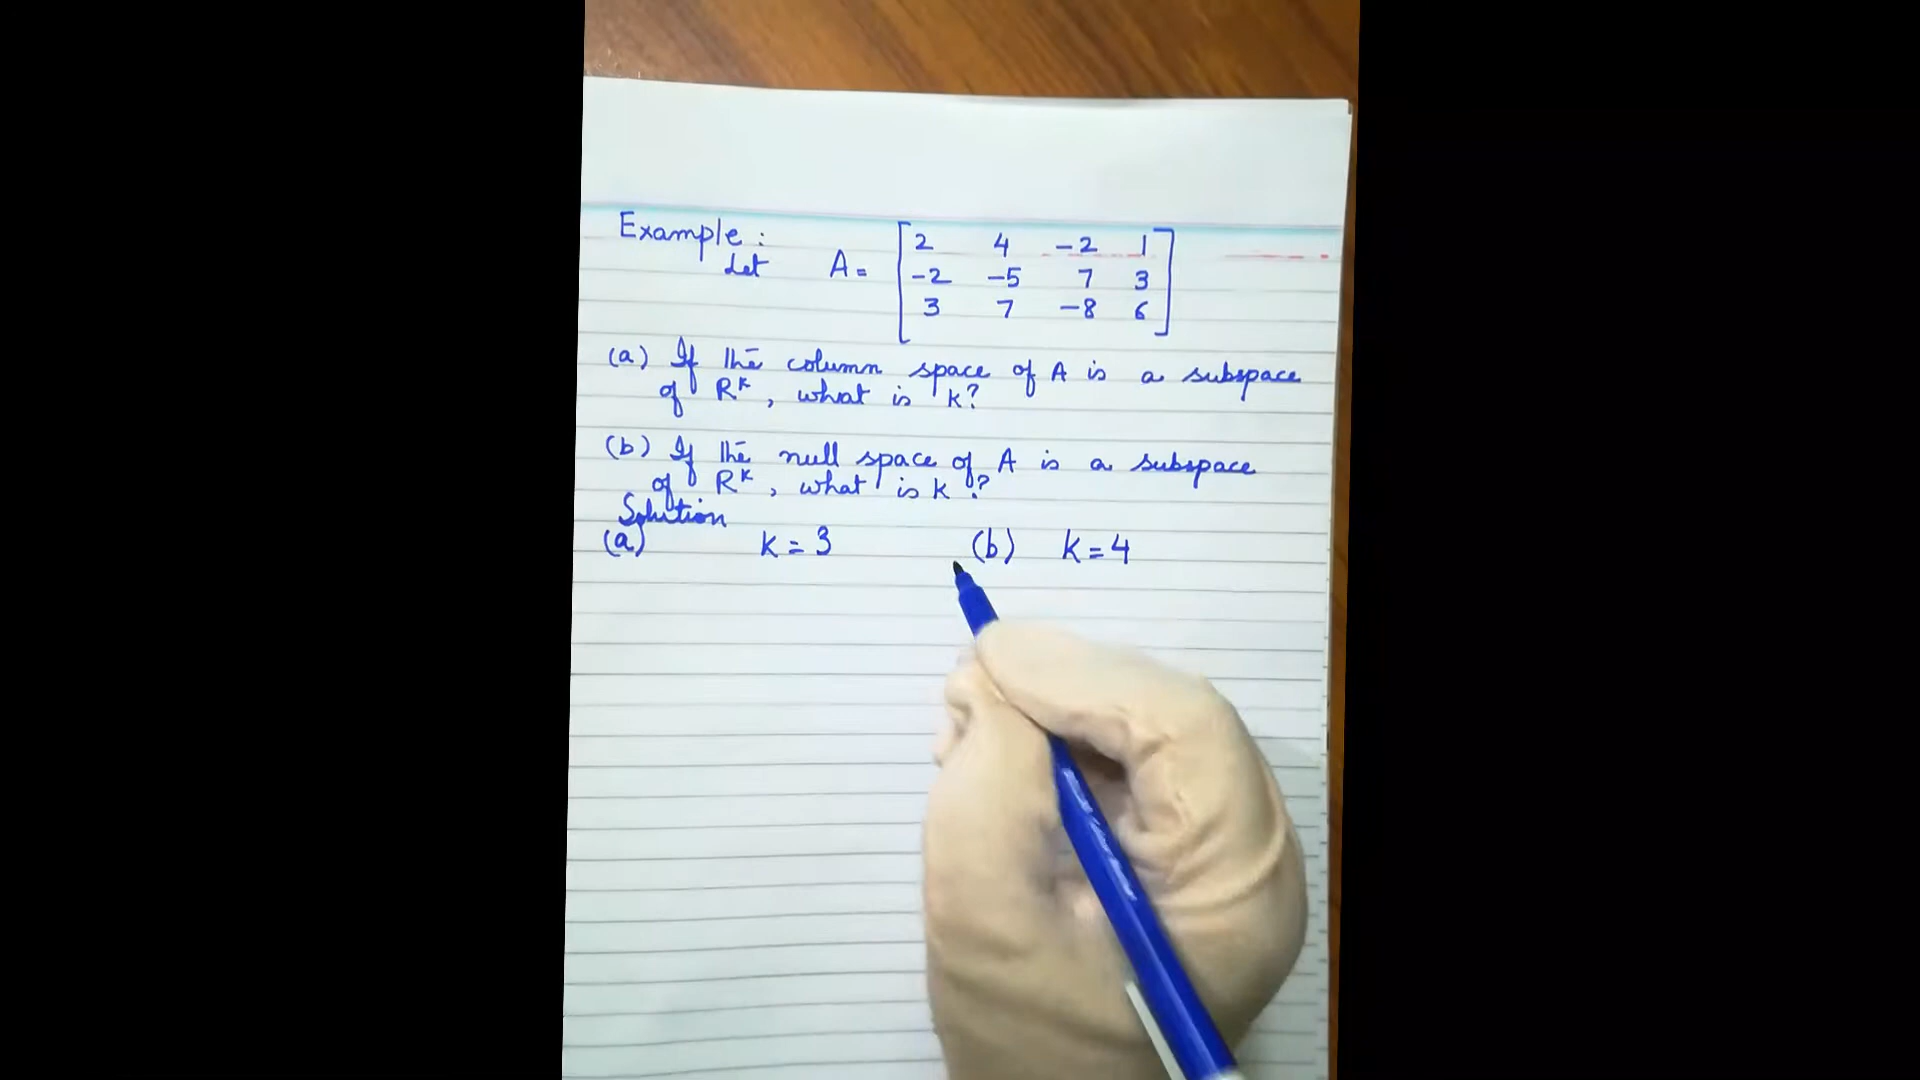 Example:
Let A = [ 2 4 -2 1
-2 -5 7 3
3 7 -8 6 ]
(a) If the column space of A is a subspace
of R^k, what is k?
(b) If the null space of A is a subspace
of R^k, what is k?
Solution
(a) k = 3 (b) k = 4